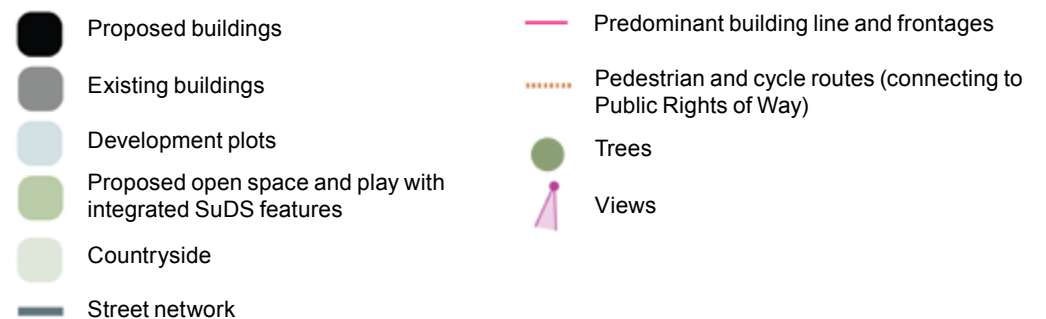 Proposed buildings
Existing buildings
Development plots
Proposed open space and play with
integrated SuDS features
Countryside
Street network
Predominant building line and frontages
Pedestrian and cycle routes (connecting to
Public Rights of Way)
Trees
Views